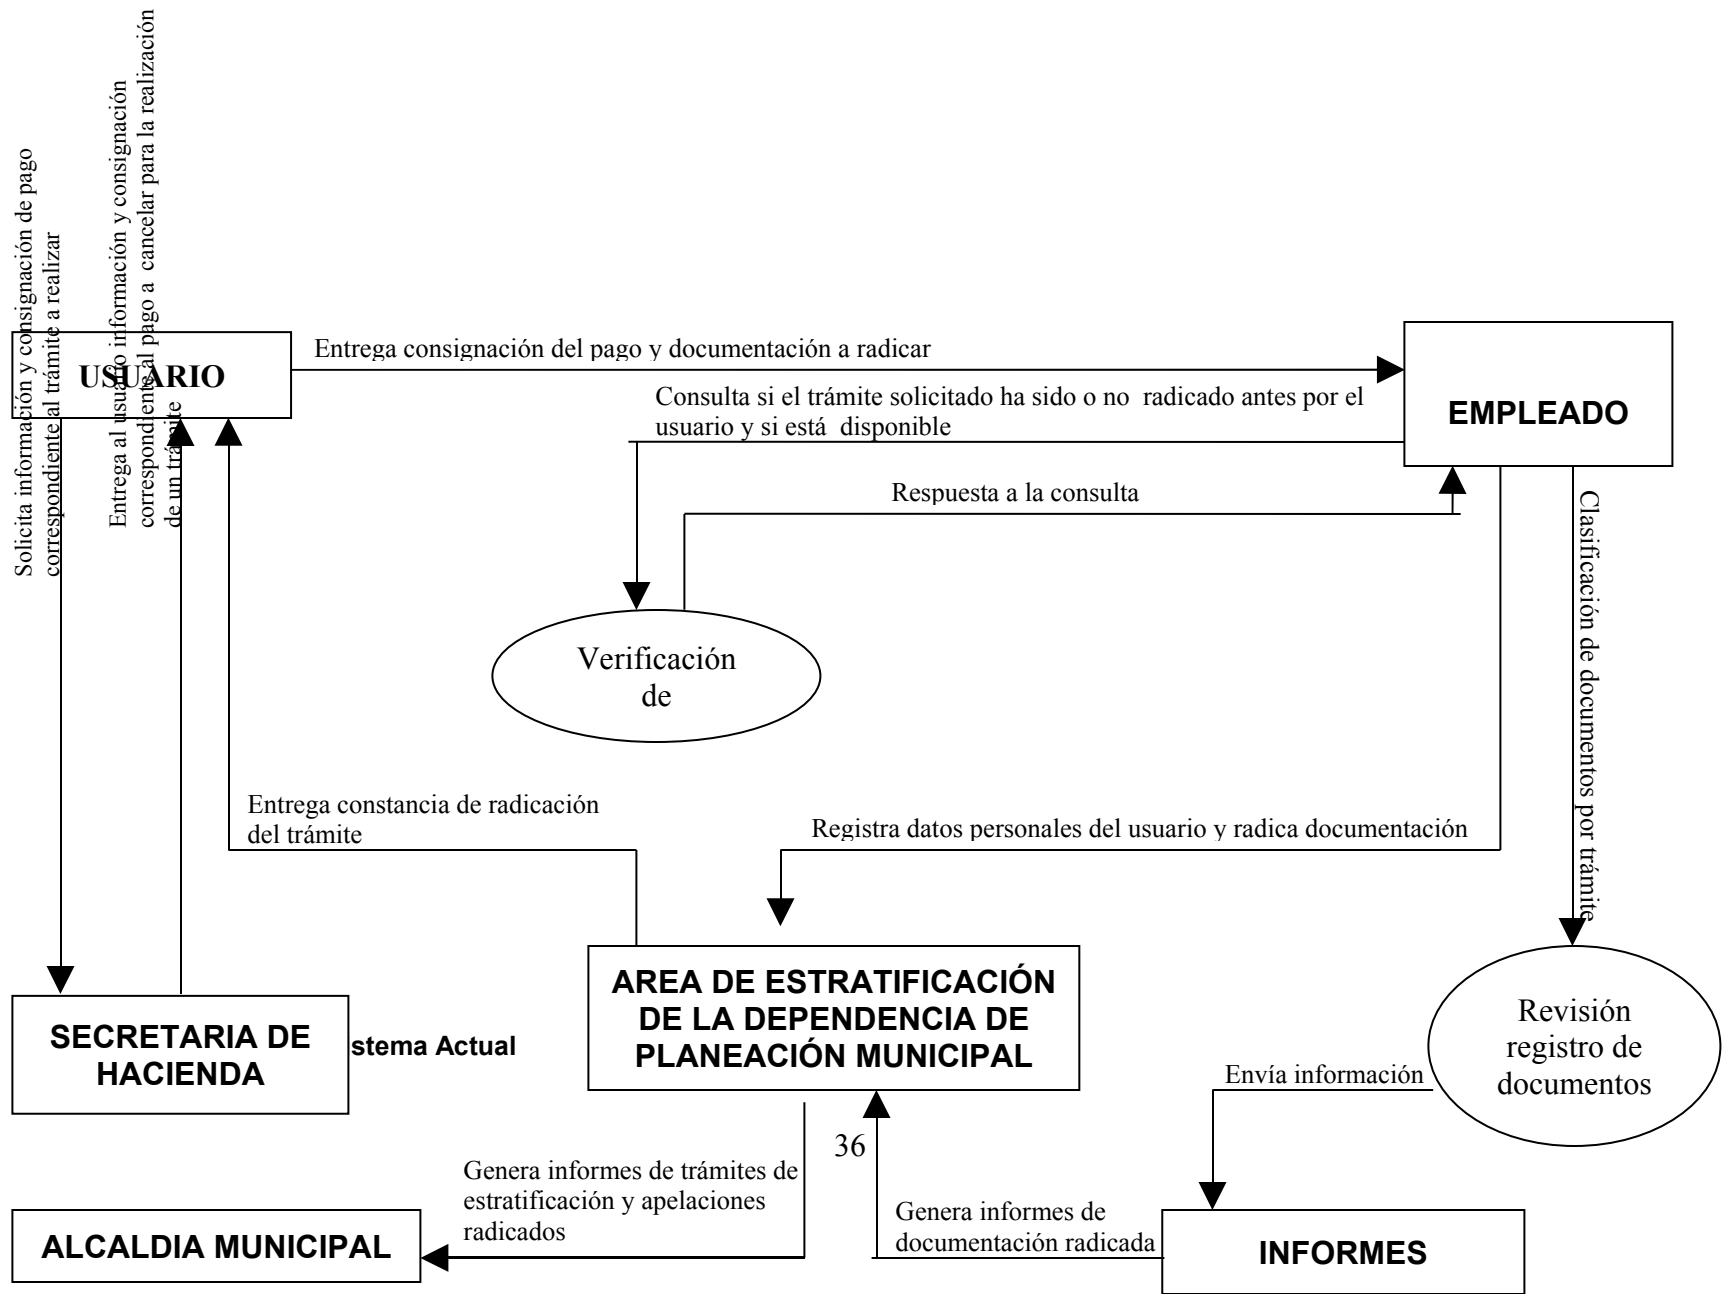 Solicita información y consignación de pago
correspondiente al trámite a realizar
Entrega al usuario información y consignación
correspondiente al pago a  cancelar para la realización
de un trámite
USUARIO
Entrega consignación del pago y documentación a radicar
EMPLEADO
Consulta si el trámite solicitado ha sido o no  radicado antes por el
usuario y si está  disponible
Respuesta a la consulta
Clasificación de documentos por trámite
Verificación
de
Entrega constancia de radicación
del trámite
Registra datos personales del usuario y radica documentación
AREA DE ESTRATIFICACIÓN
DE LA DEPENDENCIA DE
PLANEACIÓN MUNICIPAL
SECRETARIA DE
HACIENDA
stema Actual
Revisión
registro de
documentos
Envía información
36
Genera informes de trámites de
estratificación y apelaciones
radicados
Genera informes de
documentación radicada
ALCALDIA MUNICIPAL
INFORMES